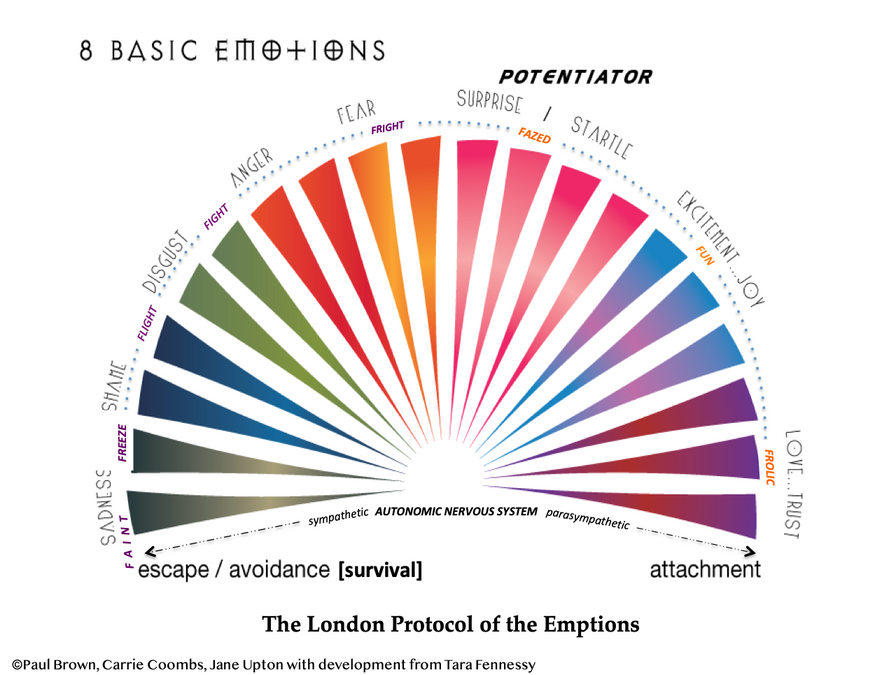 8 BASIC EMOTIONS
POTENTIATOR
SURPRISE | STARTLE
FAZED
FEAR
FRIGHT
ANGER
FIGHT
EXCITEMENT...JOY
FUN
DISGUST
FLIGHT
SHAME
FREEZE
LOVE...TRUST
FROLIC
SADNESS
FAINT
sympathetic AUTONOMIC NERVOUS SYSTEM parasympathetic
escape / avoidance [survival] attachment
The London Protocol of the Emptions
©Paul Brown, Carrie Coombs, Jane Upton with development from Tara Fennessy